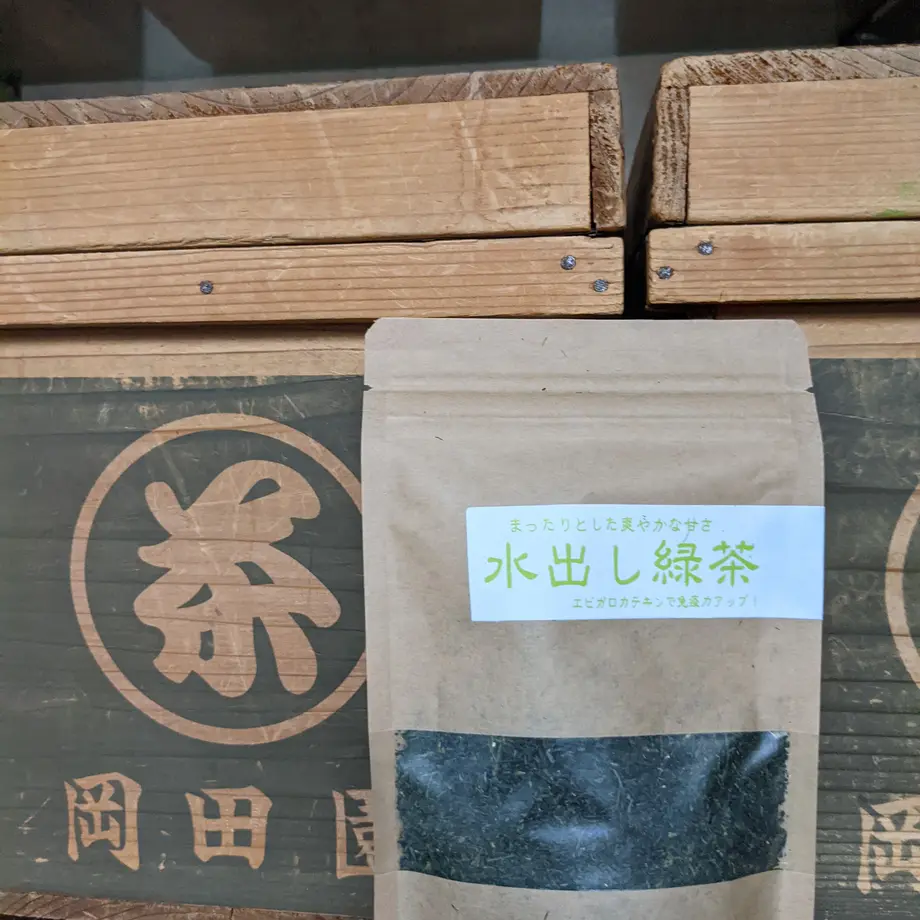 茶
岡田園
まったりとした爽やかな甘さ
水出し緑茶
エピガロカテキンで免疫力アップ!
岡